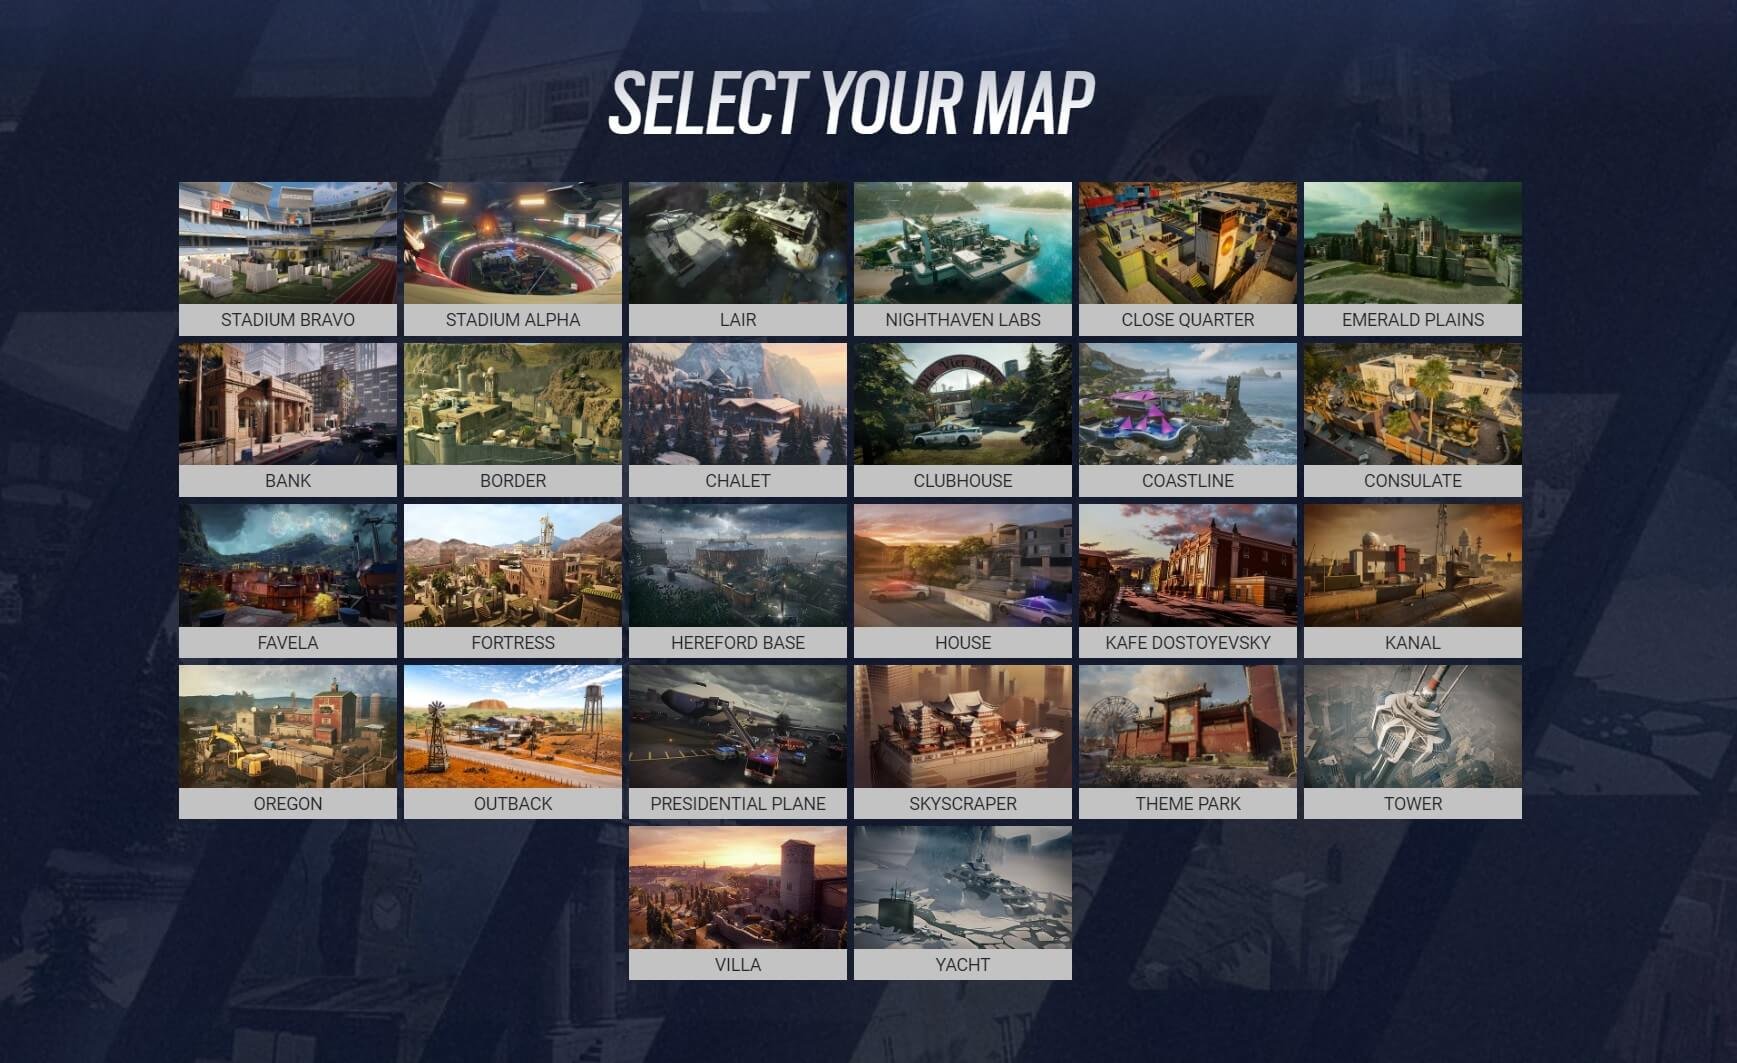 SELECT YOUR MAP
STADIUM BRAVO
STADIUM ALPHA
LAIR
NIGHTHAVEN LABS
CLOSE QUARTER
EMERALD PLAINS
BANK
BORDER
CHALET
CLUBHOUSE
COASTLINE
CONSULATE
FAVELA
FORTRESS
HEREFORD BASE
HOUSE
KAFE DOSTOYEVSKY
KANAL
OREGON
OUTBACK
PRESIDENTIAL PLANE
SKYSCRAPER
THEME PARK
TOWER
VILLA
YACHT